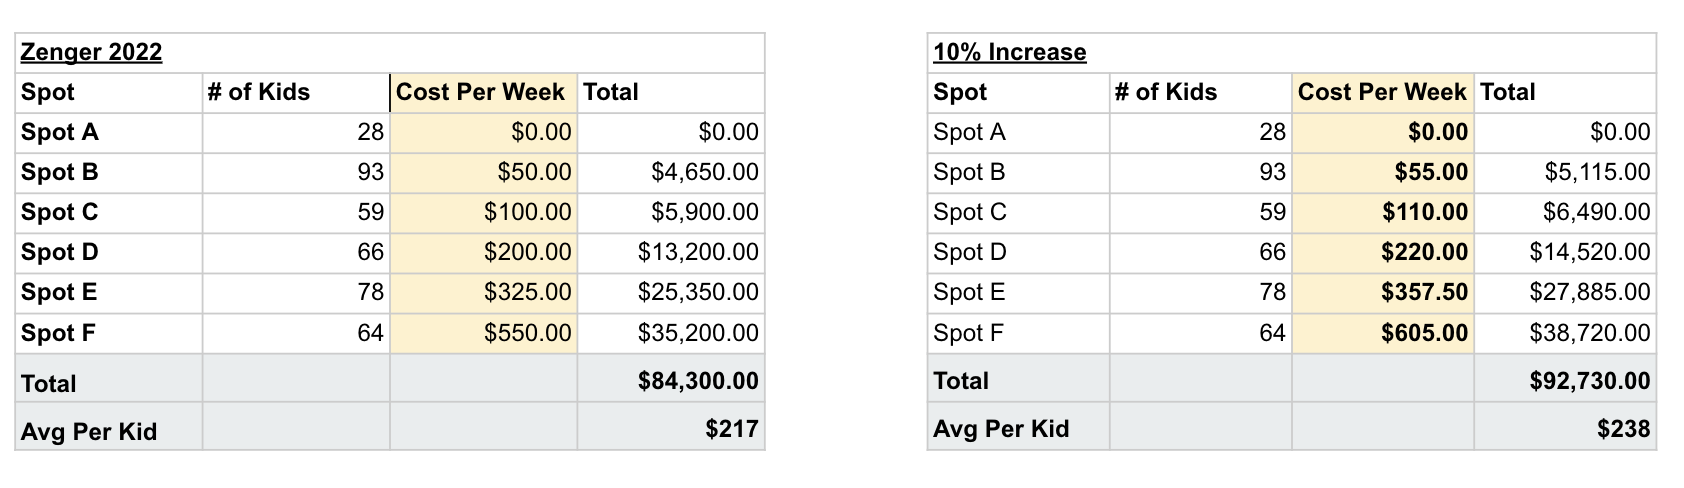 Zenger 2022
Spot # of Kids Cost Per Week Total
Spot A 28 $0.00 $0.00
Spot B 93 $50.00 $4,650.00
Spot C 59 $100.00 $5,900.00
Spot D 66 $200.00 $13,200.00
Spot E 78 $325.00 $25,350.00
Spot F 64 $550.00 $35,200.00
Total $84,300.00
Avg Per Kid $217
10% Increase
Spot # of Kids Cost Per Week Total
Spot A 28 $0.00 $0.00
Spot B 93 $55.00 $5,115.00
Spot C 59 $110.00 $6,490.00
Spot D 66 $220.00 $14,520.00
Spot E 78 $357.50 $27,885.00
Spot F 64 $605.00 $38,720.00
Total $92,730.00
Avg Per Kid $238